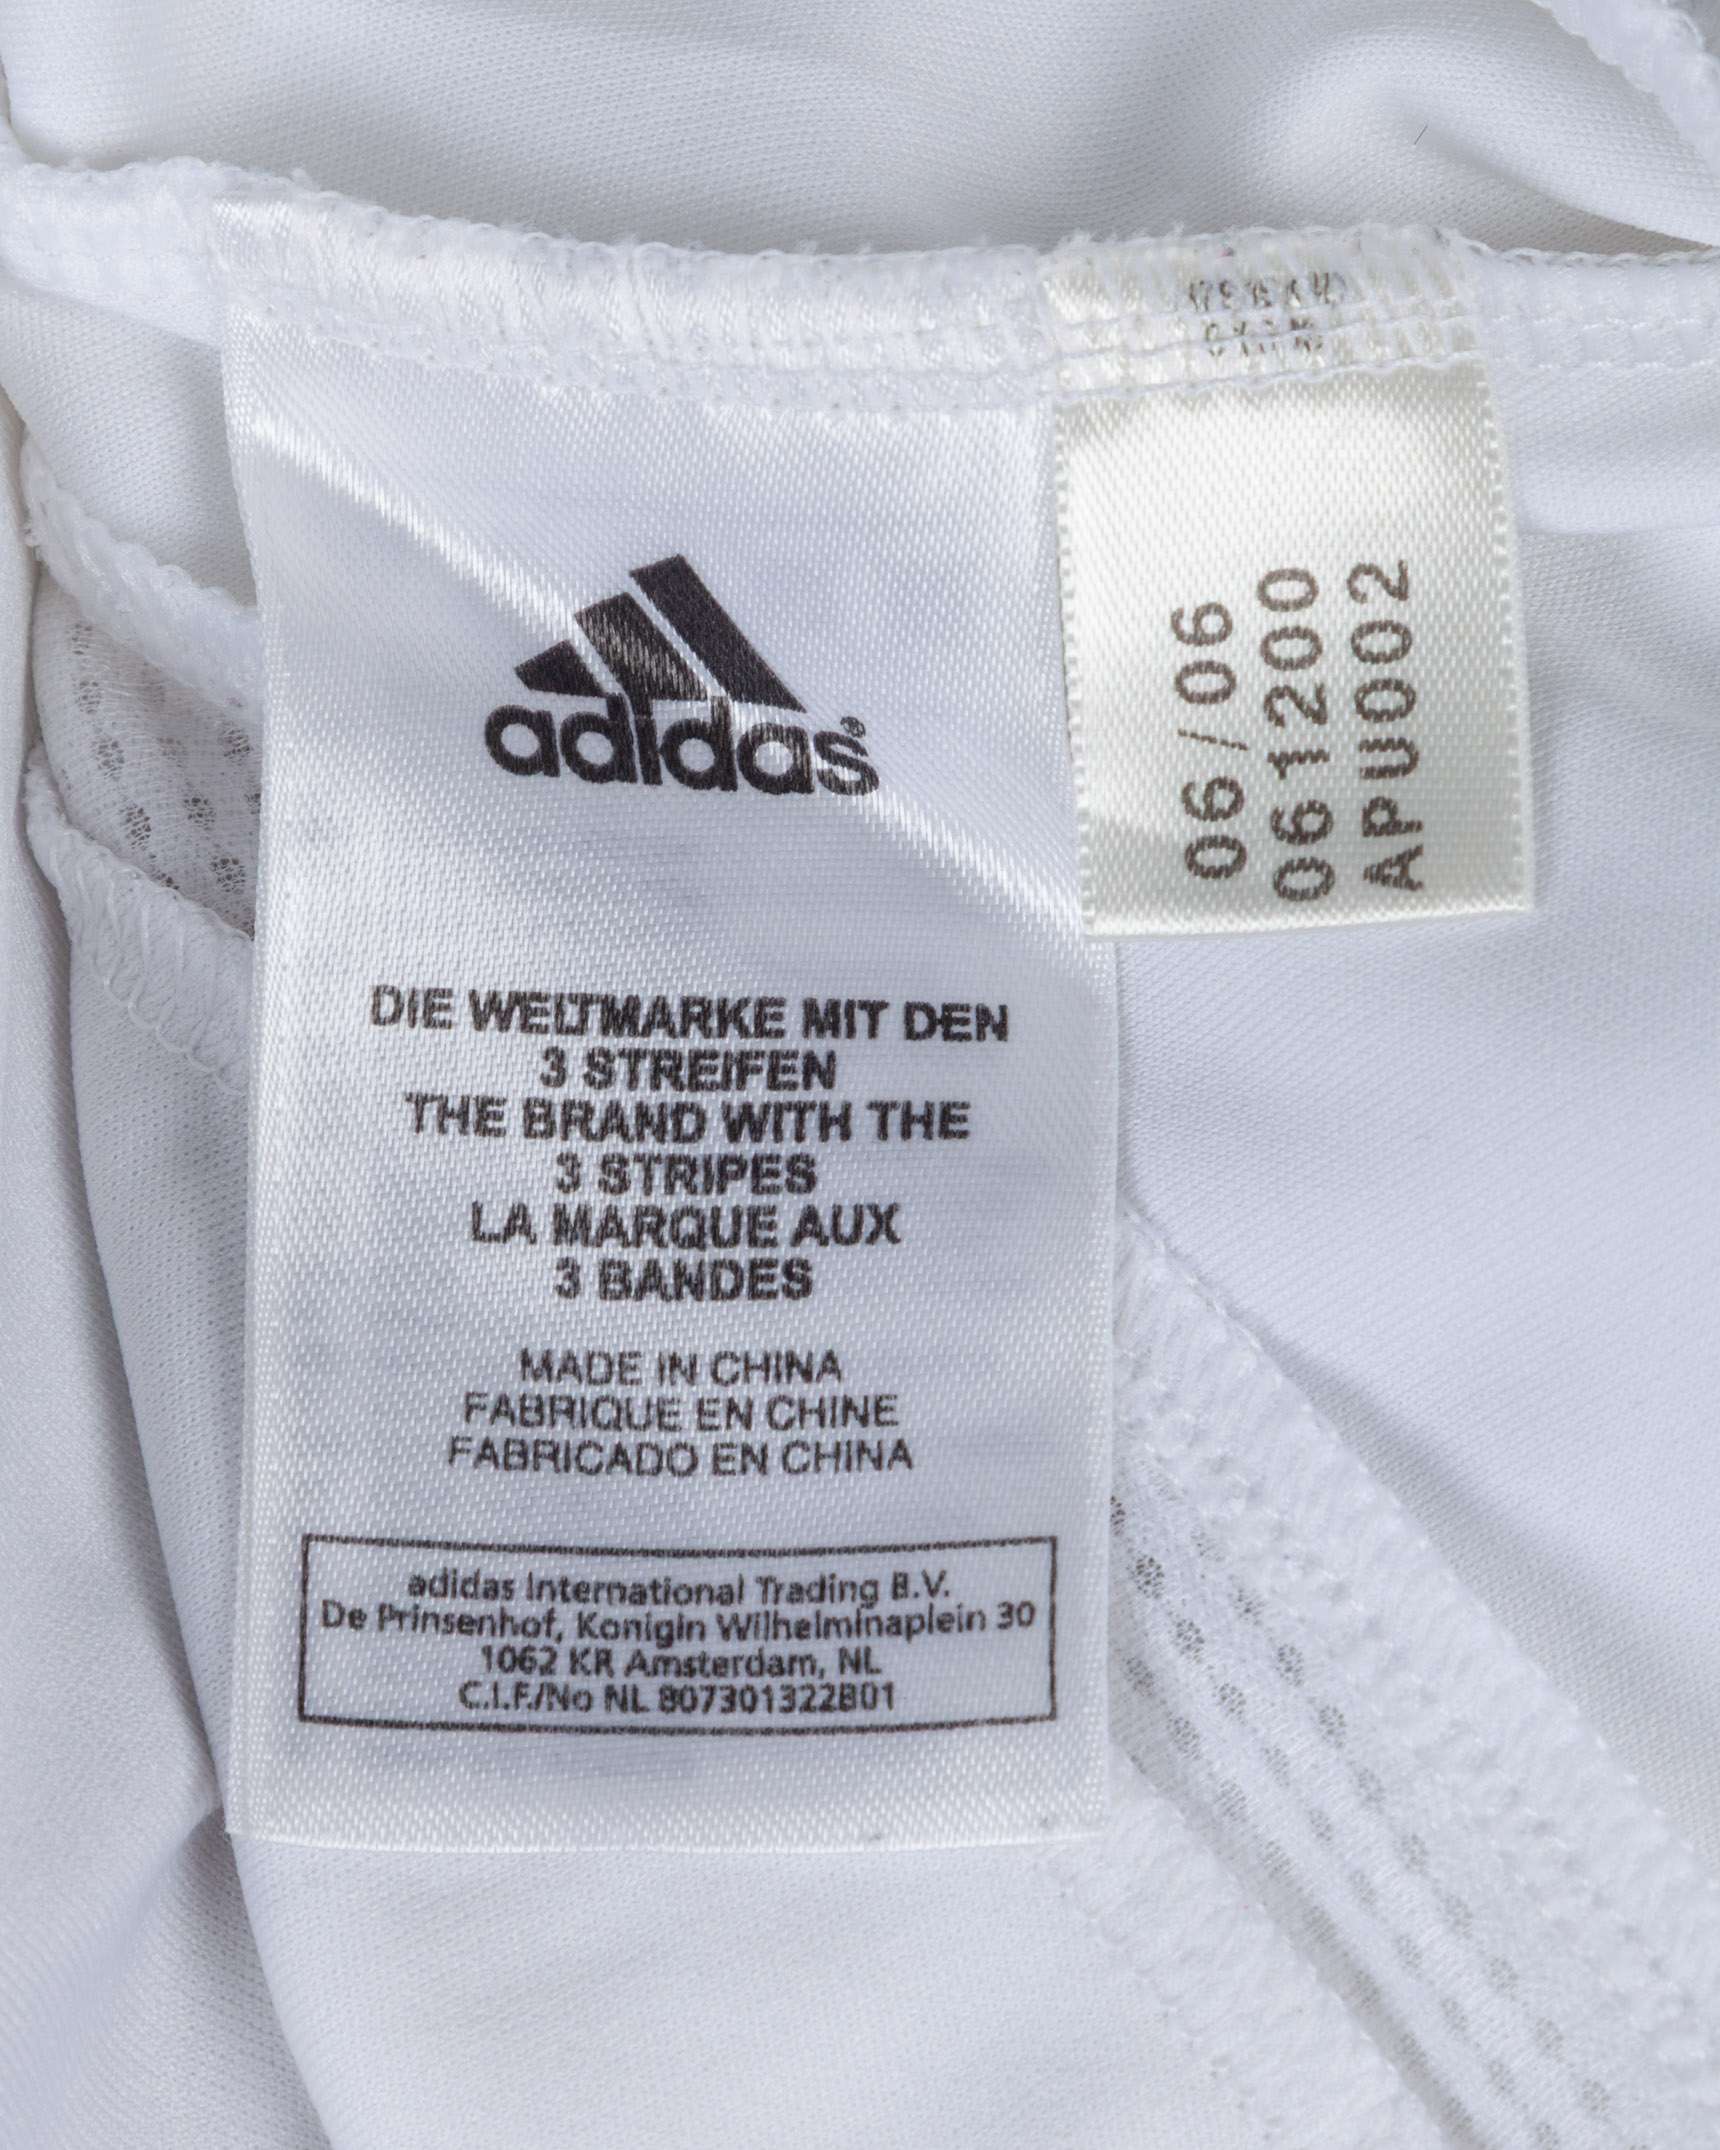 adidas®
DIE WELTMARKE MIT DEN
3 STREIFEN
THE BRAND WITH THE
3 STRIPES
LA MARQUE AUX
3 BANDES
MADE IN CHINA
FABRIQUE EN CHINE
FABRICADO EN CHINA
adidas International Trading B.V.
De Prinsenhof, Konigin Wilhelminaplein 30
1062 KR Amsterdam, NL
C.I.F./No NL 807301322B01
06/06
061200
APU002